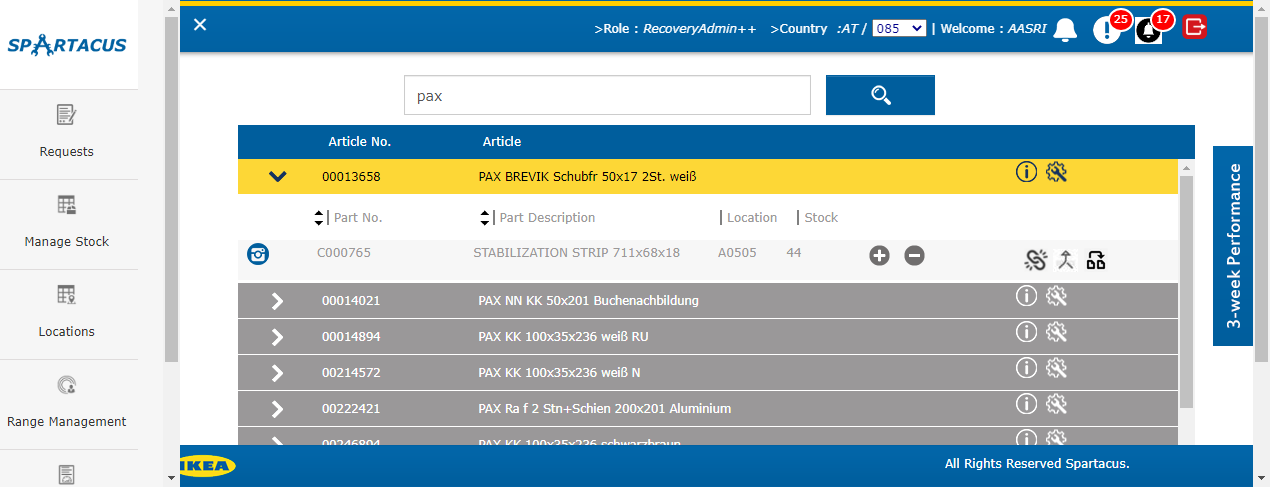 SPARTACUS
>Role : RecoveryAdmin++ >Country :AT / 085 | Welcome : AASRI
25
17
Requests
Manage Stock
Locations
Range Management
pax
Article No. Article
00013658 PAX BREVIK Schubfr 50x17 2St. weiß
Part No. Part Description Location Stock
C000765 STABILIZATION STRIP 711x68x18 A0505 44
00014021 PAX NN KK 50x201 Buchenachbildung
00014894 PAX KK 100x35x236 weiß RU
00214572 PAX KK 100x35x236 weiß N
00222421 PAX Ra f 2 Stn+Schien 200x201 Aluminium
00246894 PAX KK 100x35x236 schwarzbraun
3-week Performance
IKEA
All Rights Reserved Spartacus.